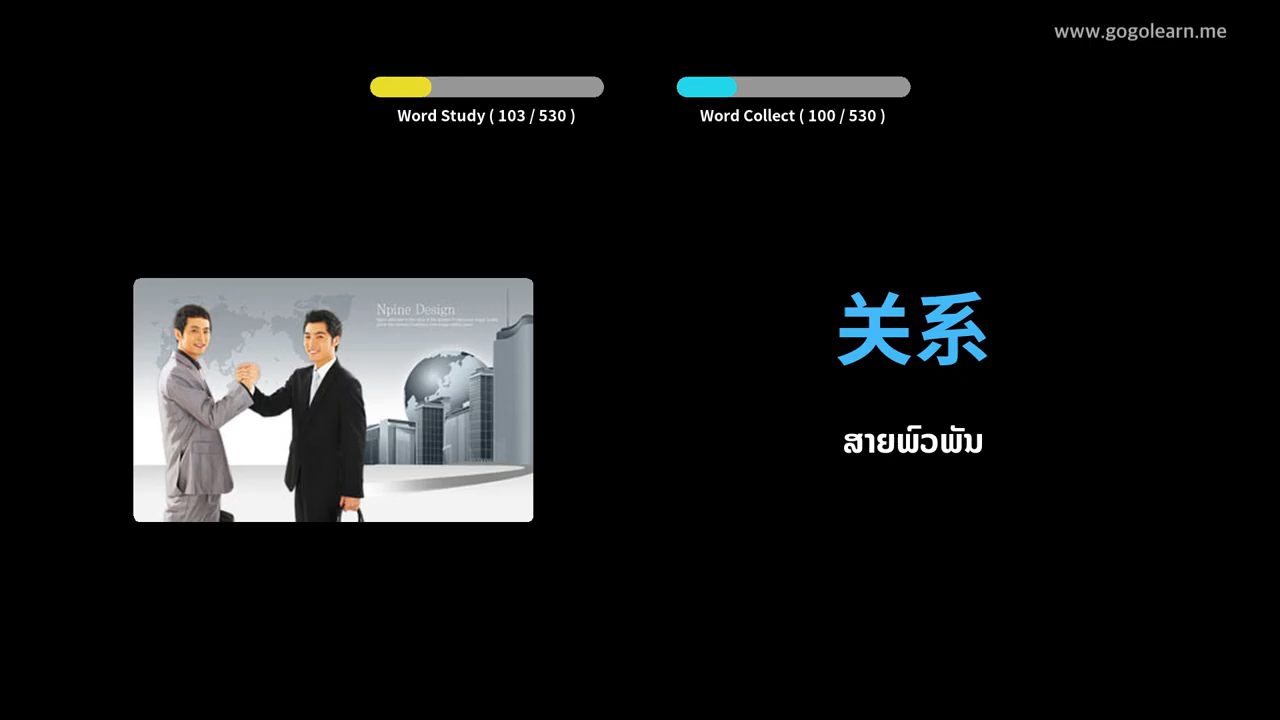 www.gogolearn.me
Word Study ( 103 / 530 )
Word Collect ( 100 / 530 )
Npine Design
关系
ສາຍພົວພັນ